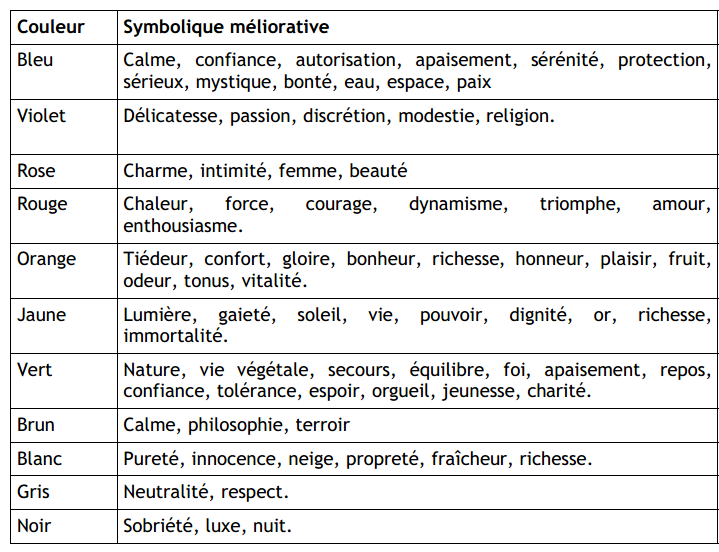 Couleur Symbolique méliorative
Bleu Calme, confiance, autorisation, apaisement, sérénité, protection,
sérieux, mystique, bonté, eau, espace, paix
Violet Délicatesse, passion, discrétion, modestie, religion.
Rose Charme, intimité, femme, beauté
Rouge Chaleur, force, courage, dynamisme, triomphe, amour,
enthousiasme.
Orange Tiédeur, confort, gloire, bonheur, richesse, honneur, plaisir, fruit,
odeur, tonus, vitalité.
Jaune Lumière, gaieté, soleil, vie, pouvoir, dignité, or, richesse,
immortalité.
Vert Nature, vie végétale, secours, équilibre, foi, apaisement, repos,
confiance, tolérance, espoir, orgueil, jeunesse, charité.
Brun Calme, philosophie, terroir
Blanc Pureté, innocence, neige, propreté, fraîcheur, richesse.
Gris Neutralité, respect.
Noir Sobriété, luxe, nuit.